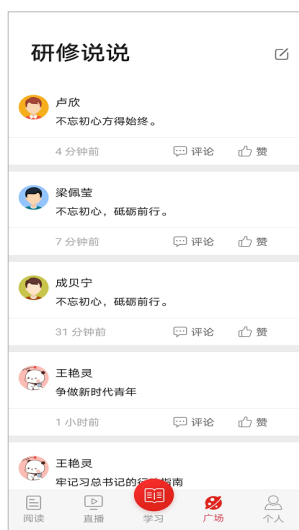 研修说说
卢欣
不忘初心方得始终。
4 分钟前 评论 赞
梁佩莹
不忘初心，砥砺前行。
7 分钟前 评论 赞
成贝宁
不忘初心，砥砺前行。
31 分钟前 评论 赞
王艳灵
争做新时代青年
1 小时前 评论 赞
王艳灵
牢记习总书记的行动指南
阅读 直播 学习 广场 个人